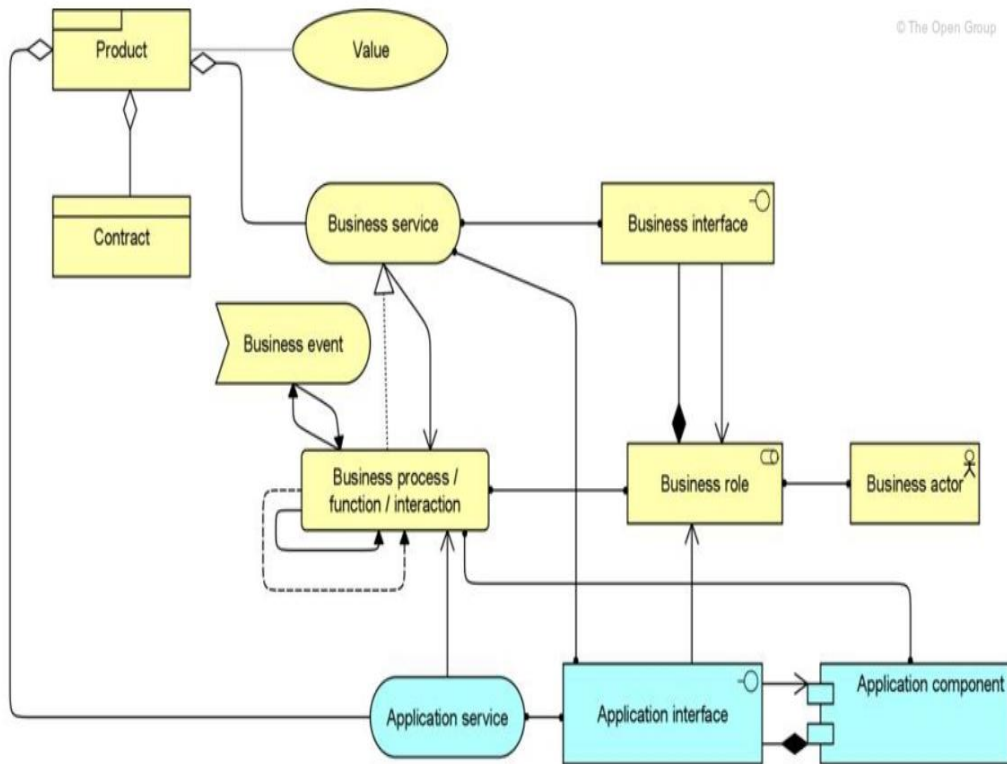 © The Open Group
Product
Value
Contract
Business service
Business interface
Business event
Business process /
function / interaction
Business role
Business actor
Application service
Application interface
Application component